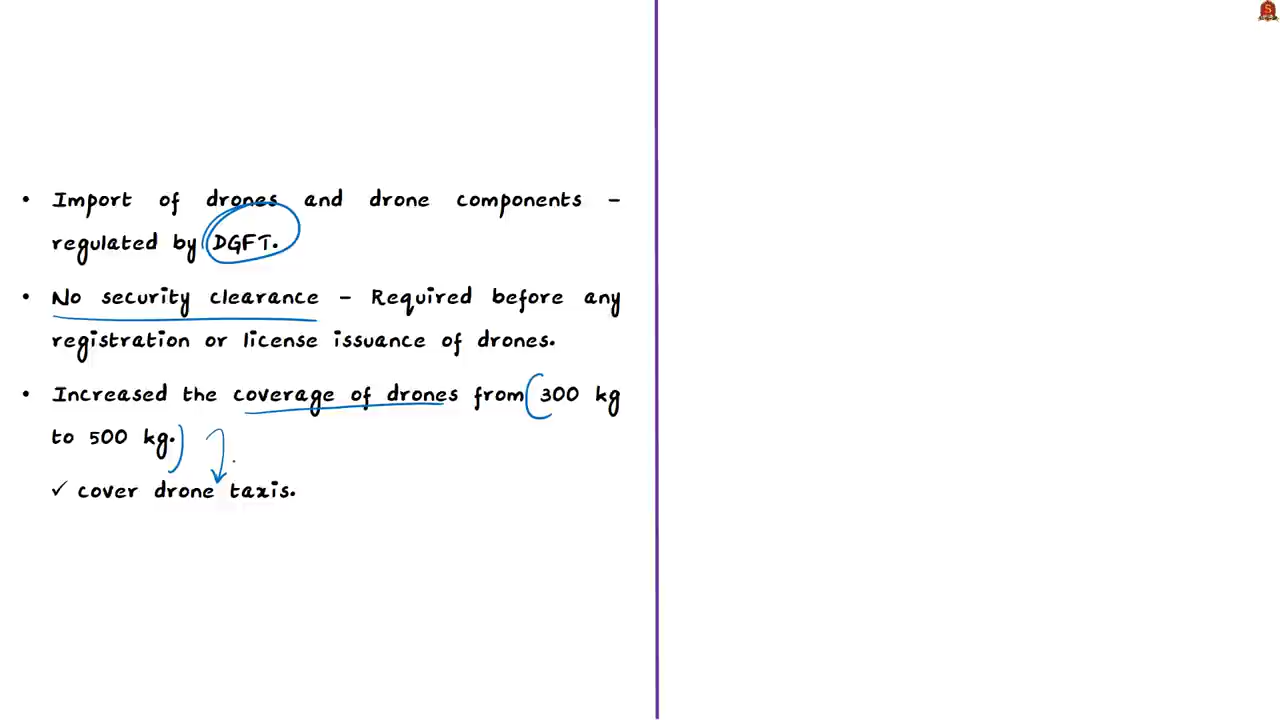 • Import of drones and drone components –
regulated by DGFT.
• No security clearance – Required before any
registration or license issuance of drones.
• Increased the coverage of drones from 300 kg
to 500 kg.
✓ cover drone taxis.